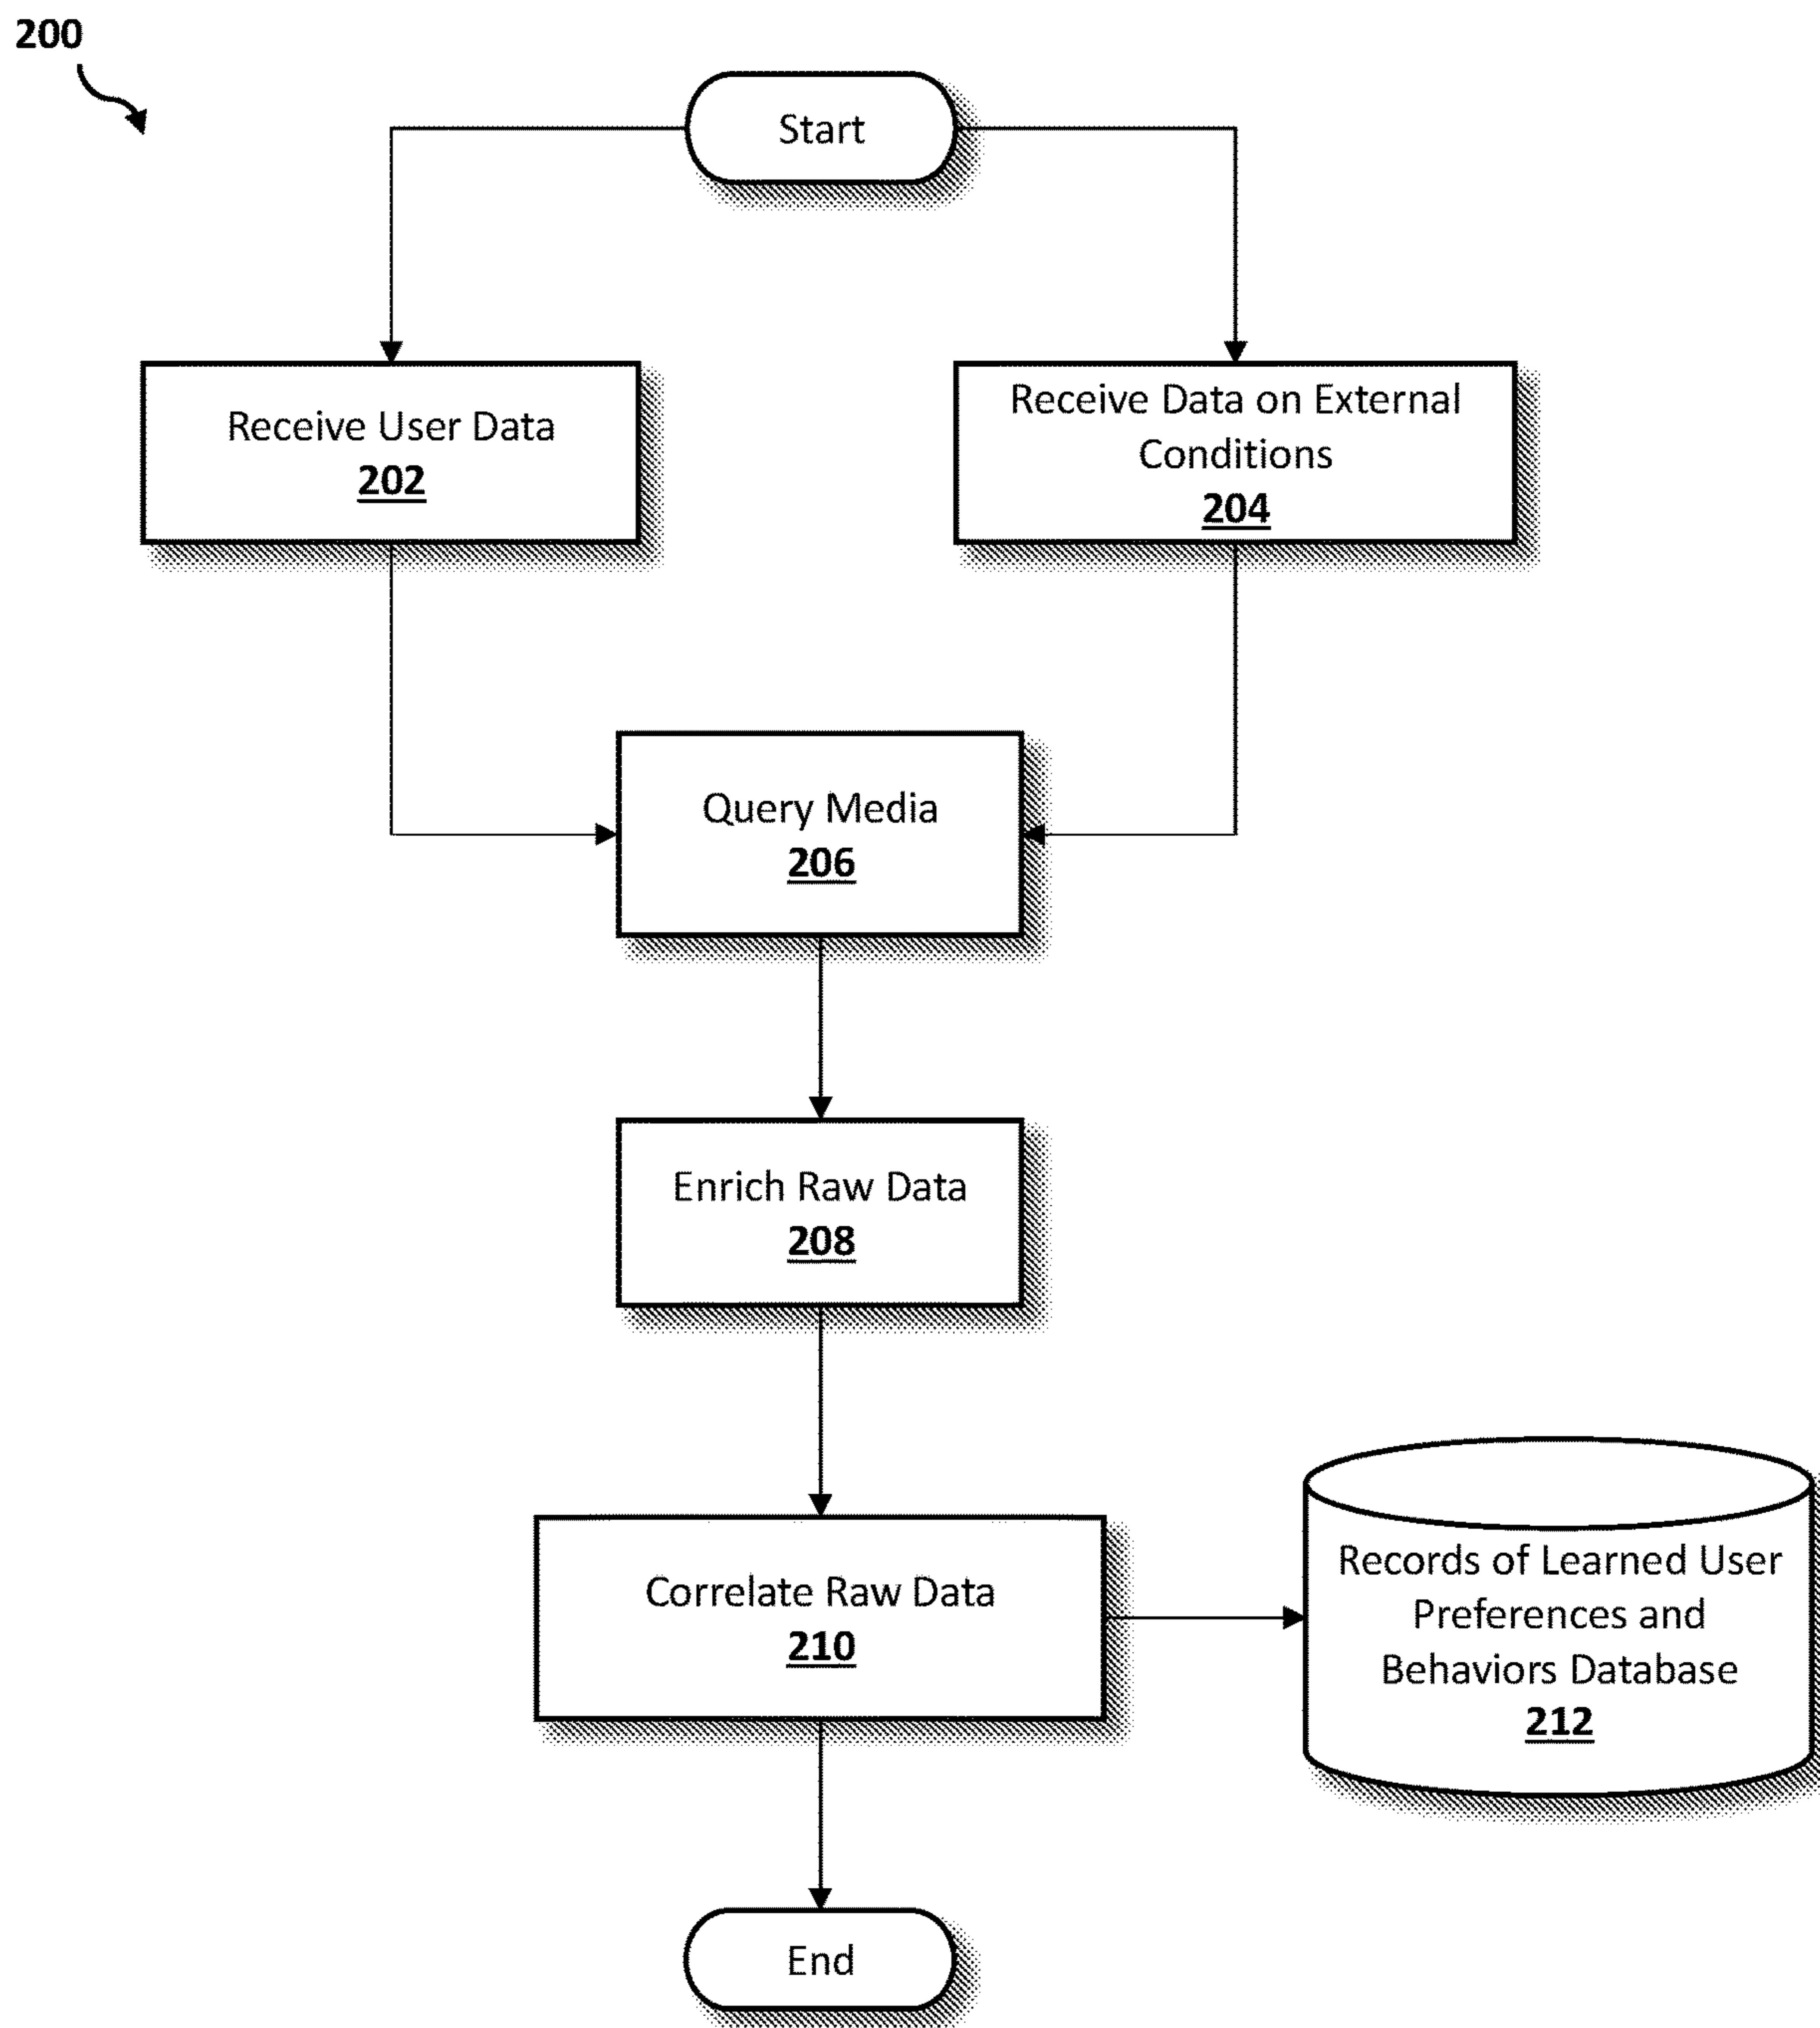 200
Start
Receive User Data
202
Receive Data on External
Conditions
204
Query Media
206
Enrich Raw Data
208
Correlate Raw Data
210
Records of Learned User
Preferences and
Behaviors Database
212
End